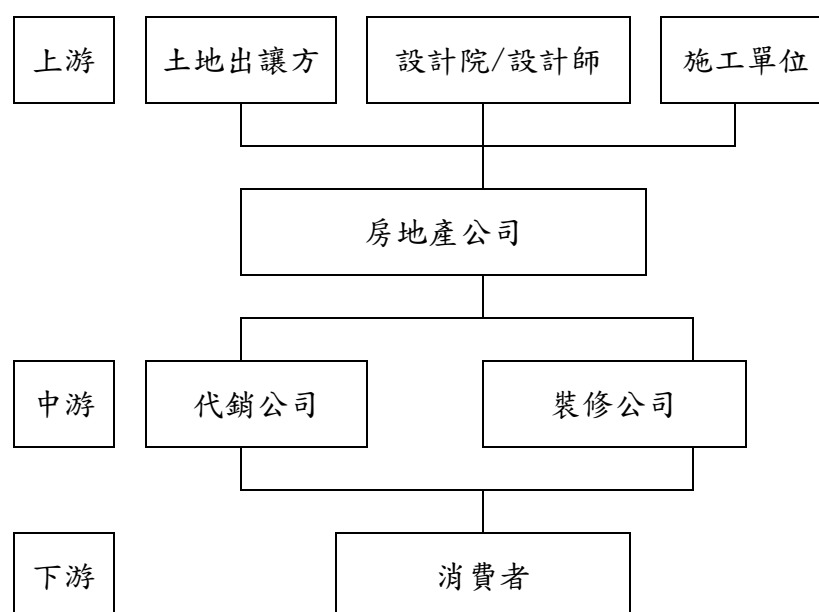 上游 土地出讓方 設計院/設計師 施工單位
房地產公司
中游 代銷公司 裝修公司
下游 消費者